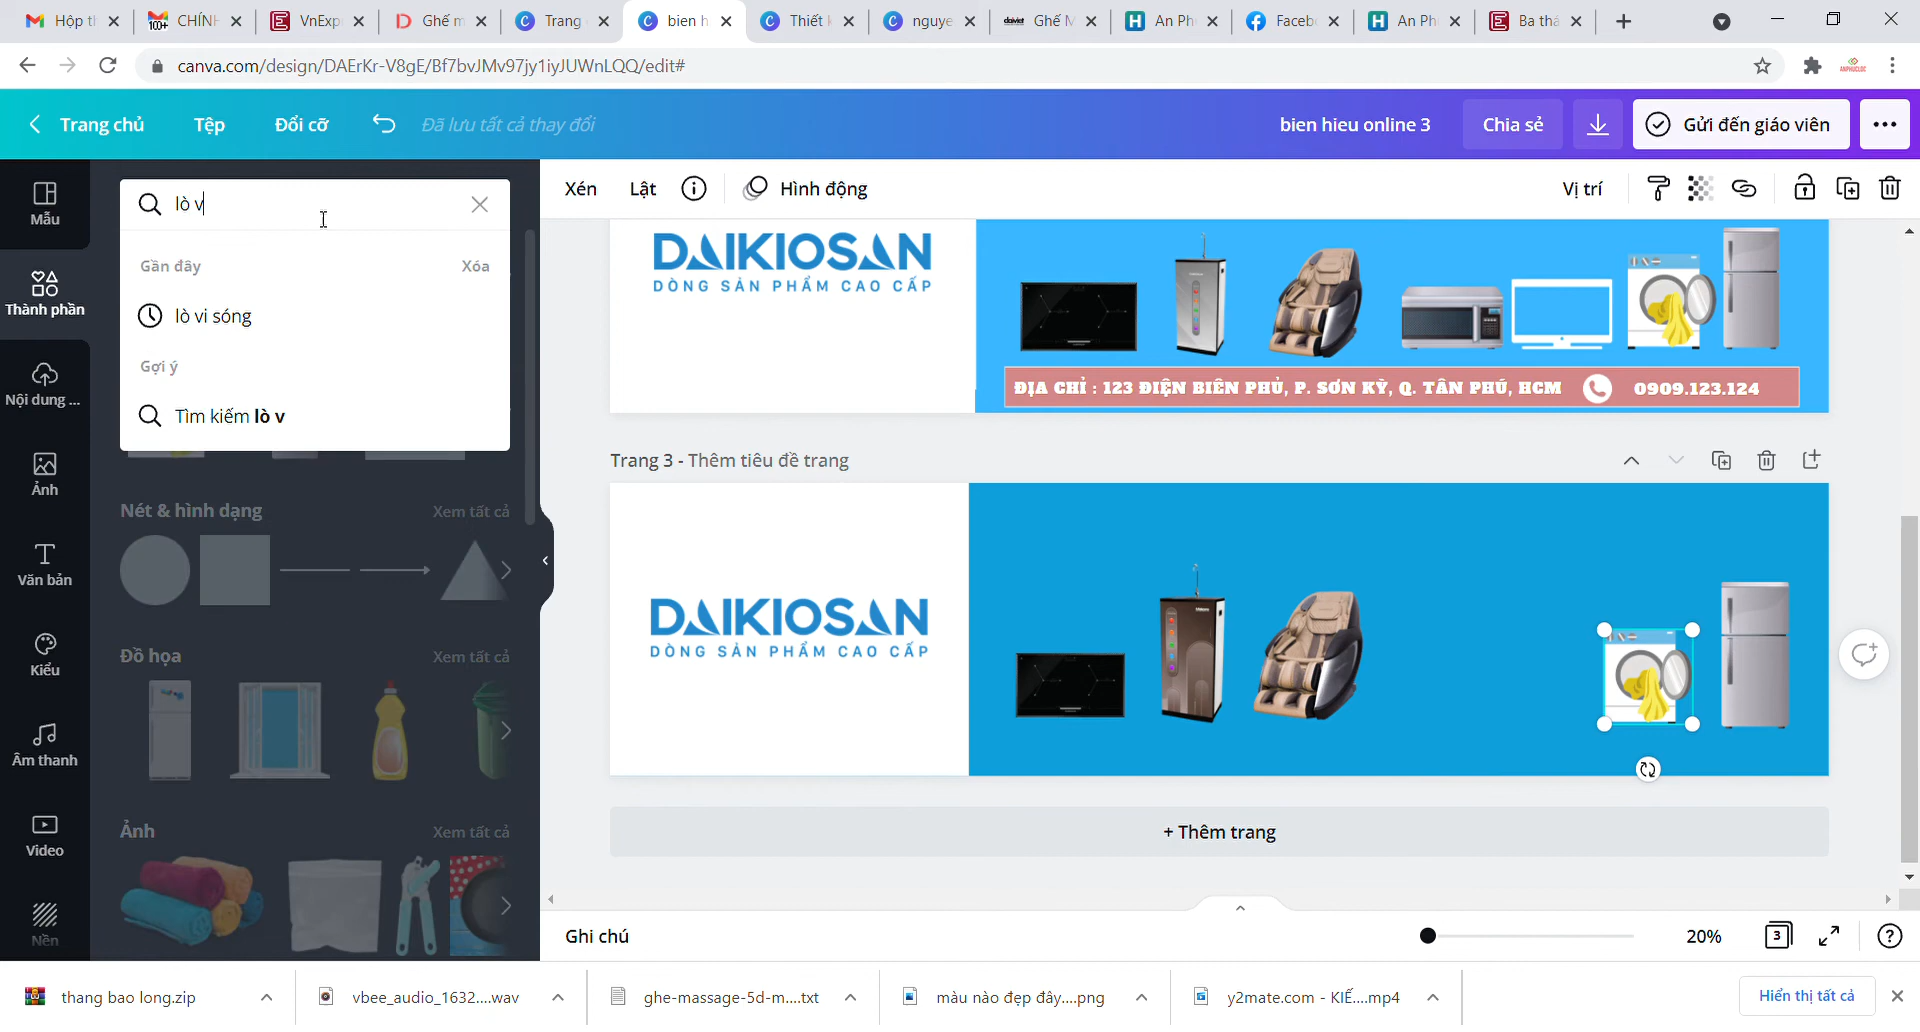 Hộp th
100+ CHÍNH
VnExp
Ghế m
Trang
bien h
Thiết k
nguye
Ghế M
An Ph
Facebo
An Ph
Ba thá
canva.com/design/DAErKr-V8gE/Bf7bvJMv97jy1iyJUWnLQQ/edit#
Trang chủ
Tệp
Đổi cỡ
Đã lưu tất cả thay đổi
bien hieu online 3
Chia sẻ
Gửi đến giáo viên
Mẫu
Thành phần
Nội dung ...
Ảnh
Văn bản
Kiểu
Âm thanh
Video
Nền
lò v
Gần đây
Xóa
lò vi sóng
Gợi ý
Tìm kiếm lò v
Nét & hình dạng
Xem tất cả
Đồ họa
Xem tất cả
Ảnh
Xem tất cả
Xén
Lật
Hình động
Vị trí
DAIKIOSAN
DÒNG SẢN PHẨM CAO CẤP
ĐỊA CHỈ : 123 ĐIỆN BIÊN PHỦ, P. SƠN KỲ, Q. TÂN PHÚ, HCM
0909.123.124
Trang 3 - Thêm tiêu đề trang
DAIKIOSAN
DÒNG SẢN PHẨM CAO CẤP
+ Thêm trang
Ghi chú
20%
3
thang bao long.zip
vbee_audio_1632....wav
ghe-massage-5d-m....txt
màu nào đẹp đây....png
y2mate.com - KIẾ....mp4
Hiển thị tất cả